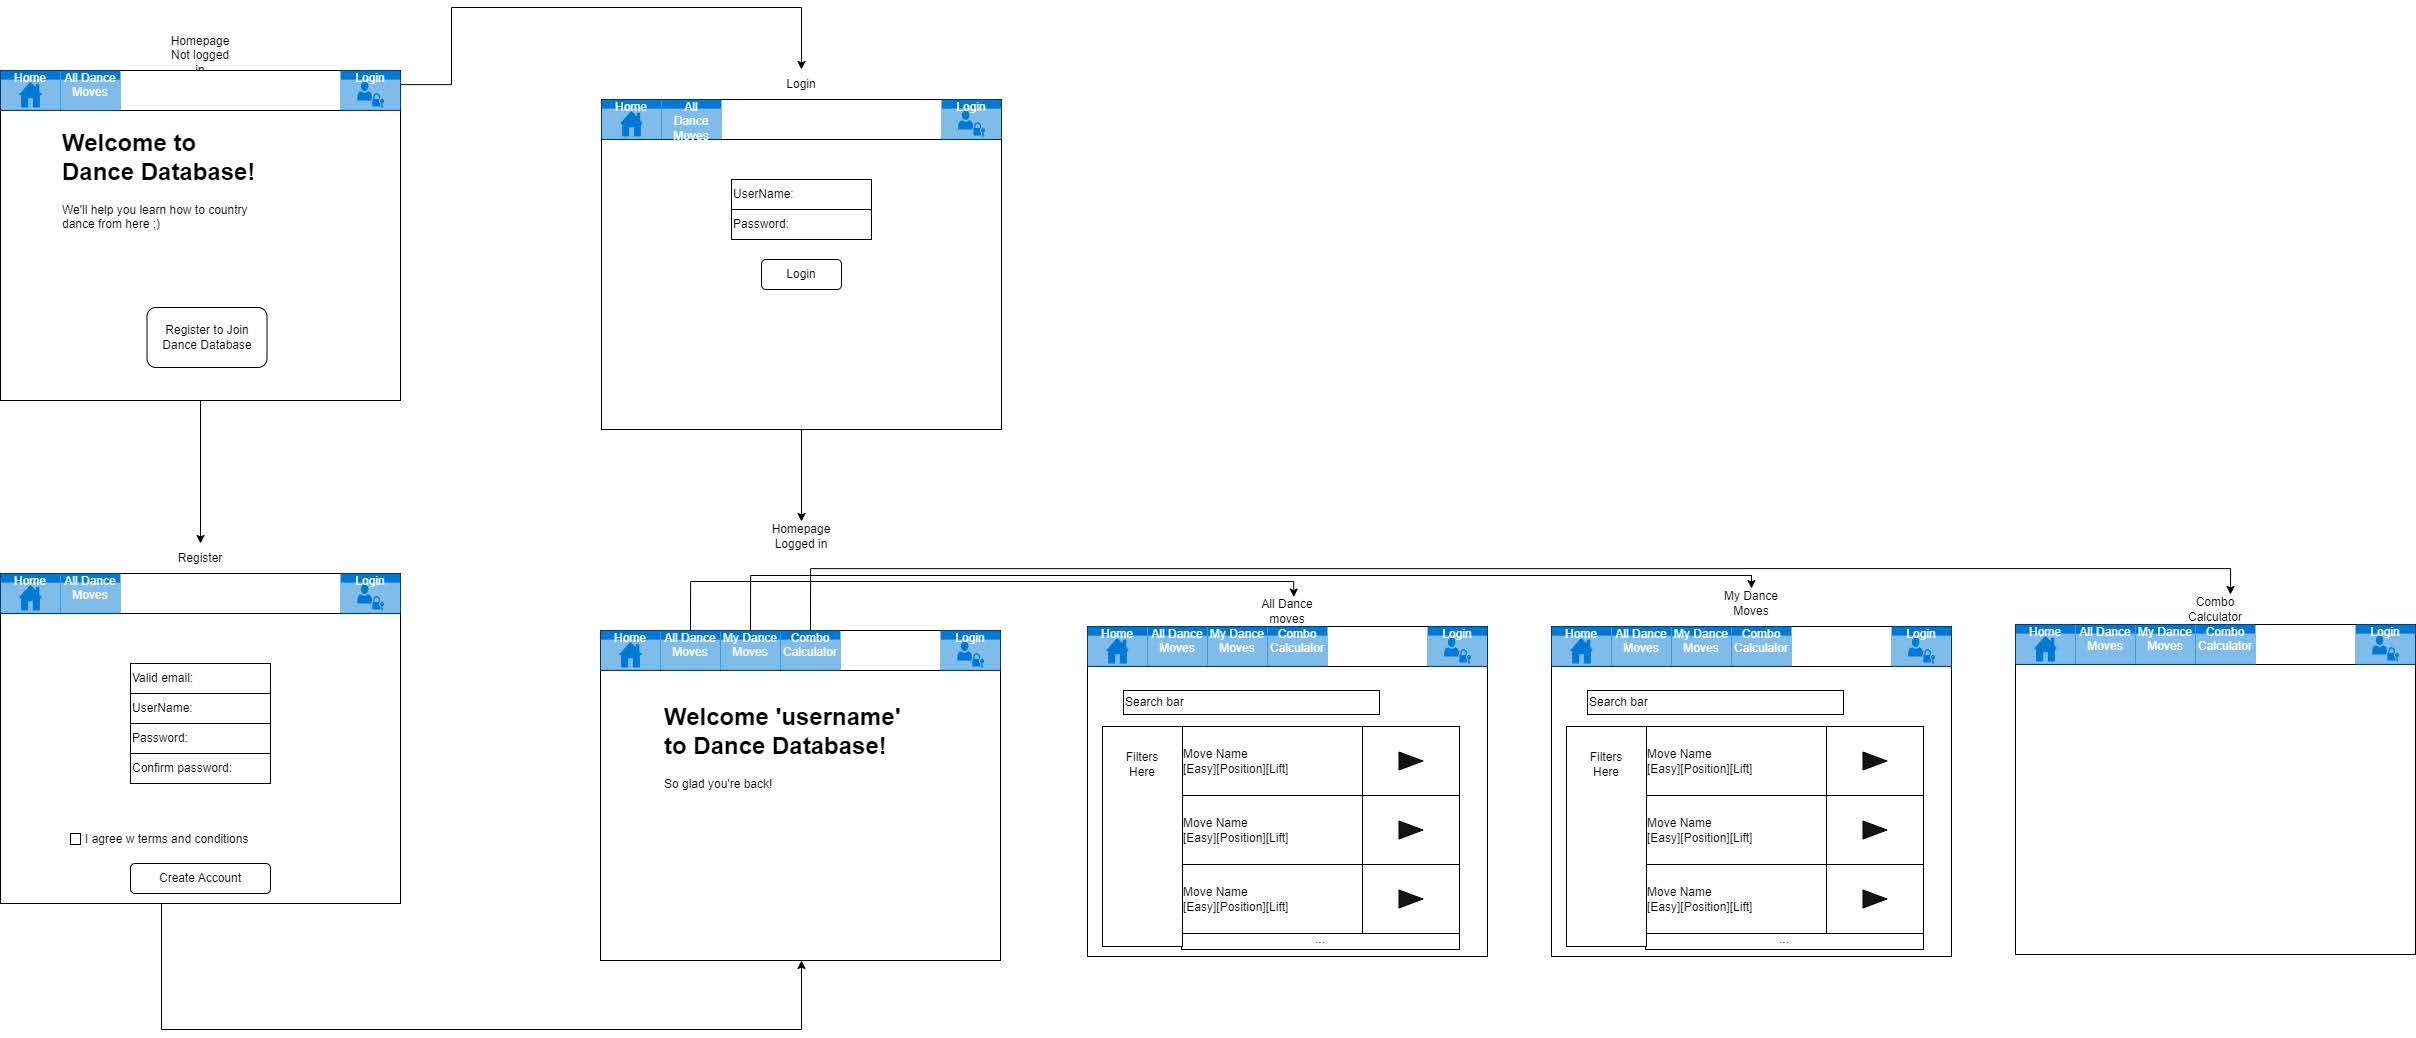 Homepage
Not logged
in
Home
All Dance
Moves
Login
Welcome to
Dance Database!
We'll help you learn how to country
dance from here ;)
Register to Join
Dance Database
Login
Home
All
Dance
Moves
Login
UserName:
Password:
Login
Register
Home
All Dance
Moves
Login
Valid email:
UserName:
Password:
Confirm password:
I agree w terms and conditions
Create Account
Homepage
Logged in
Home
All Dance
Moves
My Dance
Moves
Combo
Calculator
Login
Welcome 'username'
to Dance Database!
So glad you're back!
All Dance
moves
Home
All Dance
Moves
My Dance
Moves
Combo
Calculator
Login
Search bar
Filters
Here
Move Name
[Easy][Position][Lift]
Move Name
[Easy][Position][Lift]
Move Name
[Easy][Position][Lift]
...
My Dance
Moves
Home
All Dance
Moves
My Dance
Moves
Combo
Calculator
Login
Search bar
Filters
Here
Move Name
[Easy][Position][Lift]
Move Name
[Easy][Position][Lift]
Move Name
[Easy][Position][Lift]
...
Combo
Calculator
Home
All Dance
Moves
My Dance
Moves
Combo
Calculator
Login